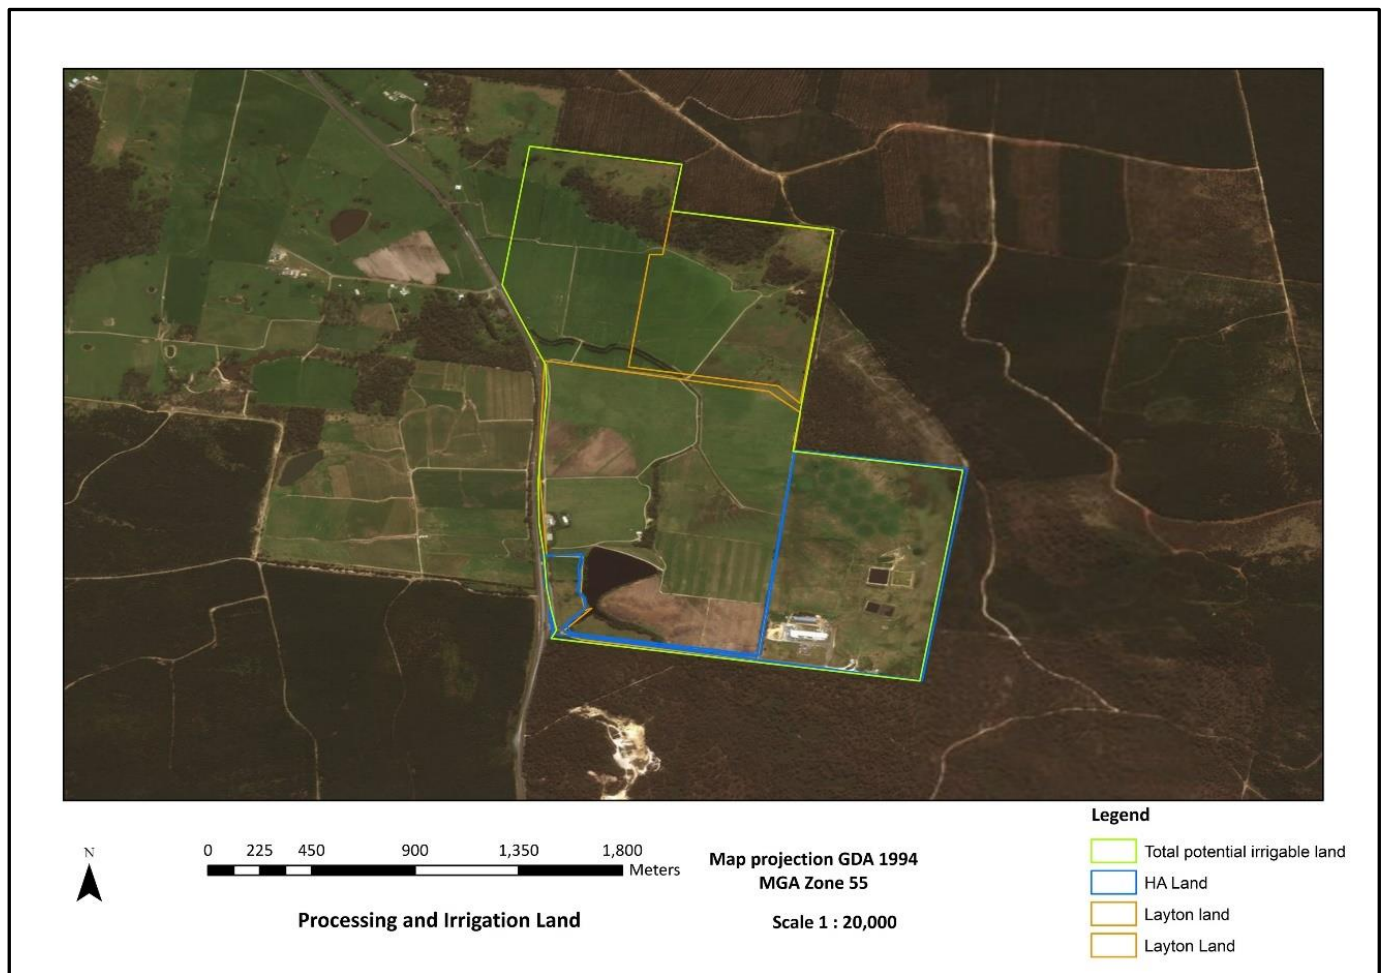 N
0 225 450 900 1,350 1,800
Meters
Processing and Irrigation Land
Map projection GDA 1994
MGA Zone 55
Scale 1 : 20,000
Legend
Total potential irrigable land
HA Land
Layton land
Layton Land